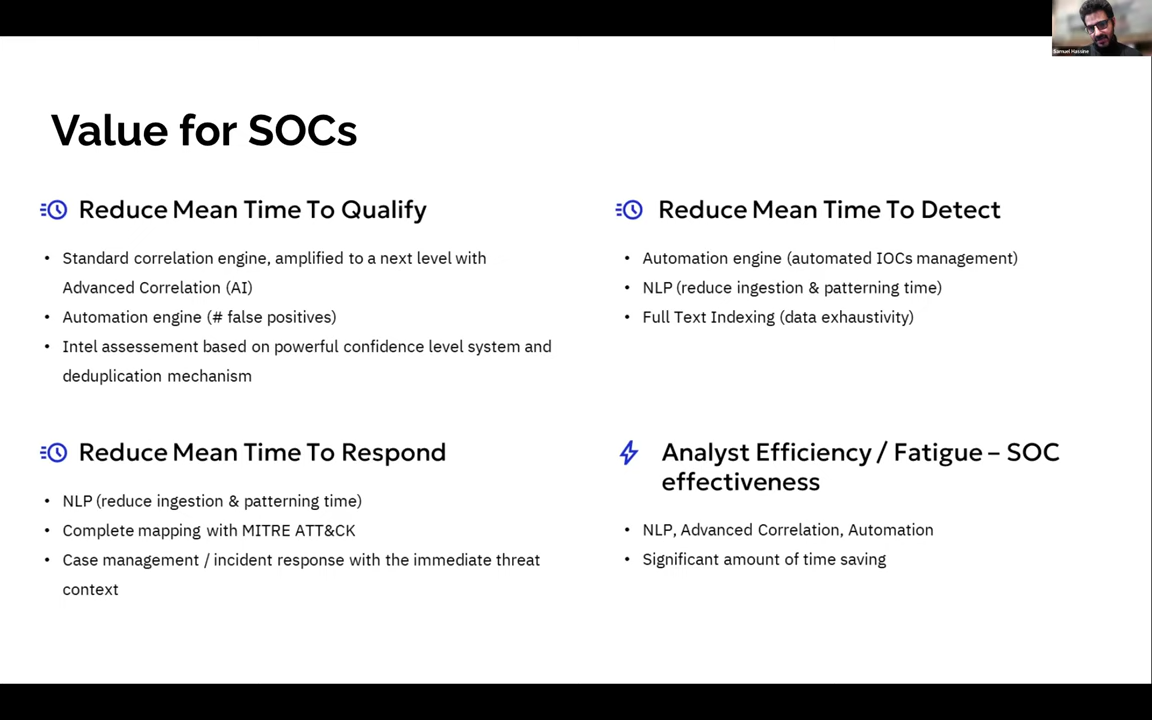 Samuel Hassine
Value for SOCs
Reduce Mean Time To Qualify
• Standard correlation engine, amplified to a next level with
Advanced Correlation (AI)
• Automation engine (# false positives)
• Intel assessement based on powerful confidence level system and
deduplication mechanism
Reduce Mean Time To Detect
• Automation engine (automated IOCs management)
• NLP (reduce ingestion & patterning time)
• Full Text Indexing (data exhaustivity)
Reduce Mean Time To Respond
• NLP (reduce ingestion & patterning time)
• Complete mapping with MITRE ATT&CK
• Case management / incident response with the immediate threat
context
Analyst Efficiency / Fatigue – SOC
effectiveness
• NLP, Advanced Correlation, Automation
• Significant amount of time saving